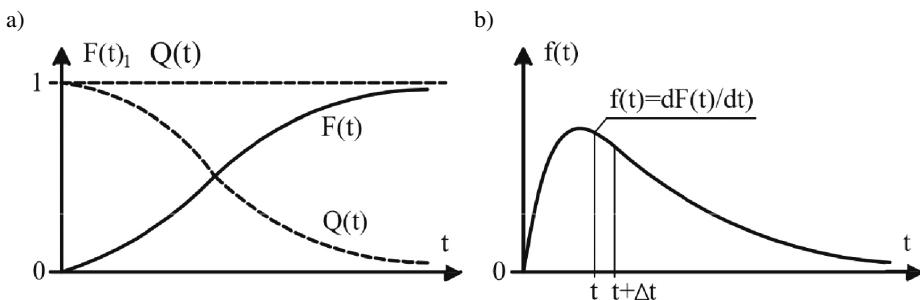 a)
F(t)₁ Q(t)
1
F(t)
Q(t)
0
t
b)
f(t)
f(t)=dF(t)/dt)
0
t t+Δt
t